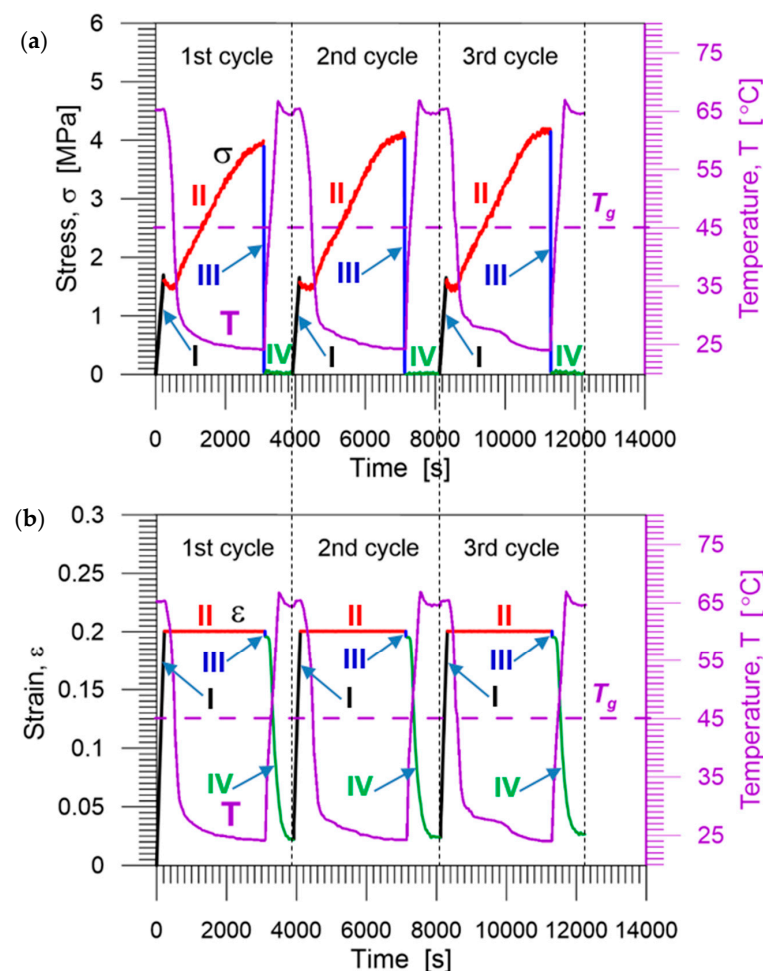 (a)
6
5
4
3
2
1
0
Stress, σ [MPa]
1st cycle
2nd cycle
3rd cycle
σ
II
II
II
III
III
III
T
I
I
I
IV
IV
IV
Tg
75
65
55
45
35
25
Temperature, T [°C]
0 2000 4000 6000 8000 10000 12000 14000
Time [s]
(b)
0.3
0.25
0.2
0.15
0.1
0.05
0
Strain, ε
1st cycle
2nd cycle
3rd cycle
II ε
II
II
III
III
III
I
I
I
IV
IV
IV
T
Tg
75
65
55
45
35
25
Temperature, T [°C]
0 2000 4000 6000 8000 10000 12000 14000
Time [s]